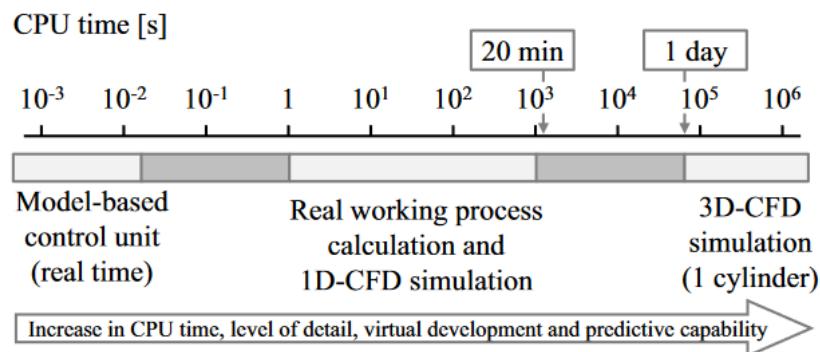 CPU time [s]
20 min
1 day
10⁻³ 10⁻² 10⁻¹ 1 10¹ 10² 10³ 10⁴ 10⁵ 10⁶
Model-based
control unit
(real time)
Real working process
calculation and
1D-CFD simulation
3D-CFD
simulation
(1 cylinder)
Increase in CPU time, level of detail, virtual development and predictive capability